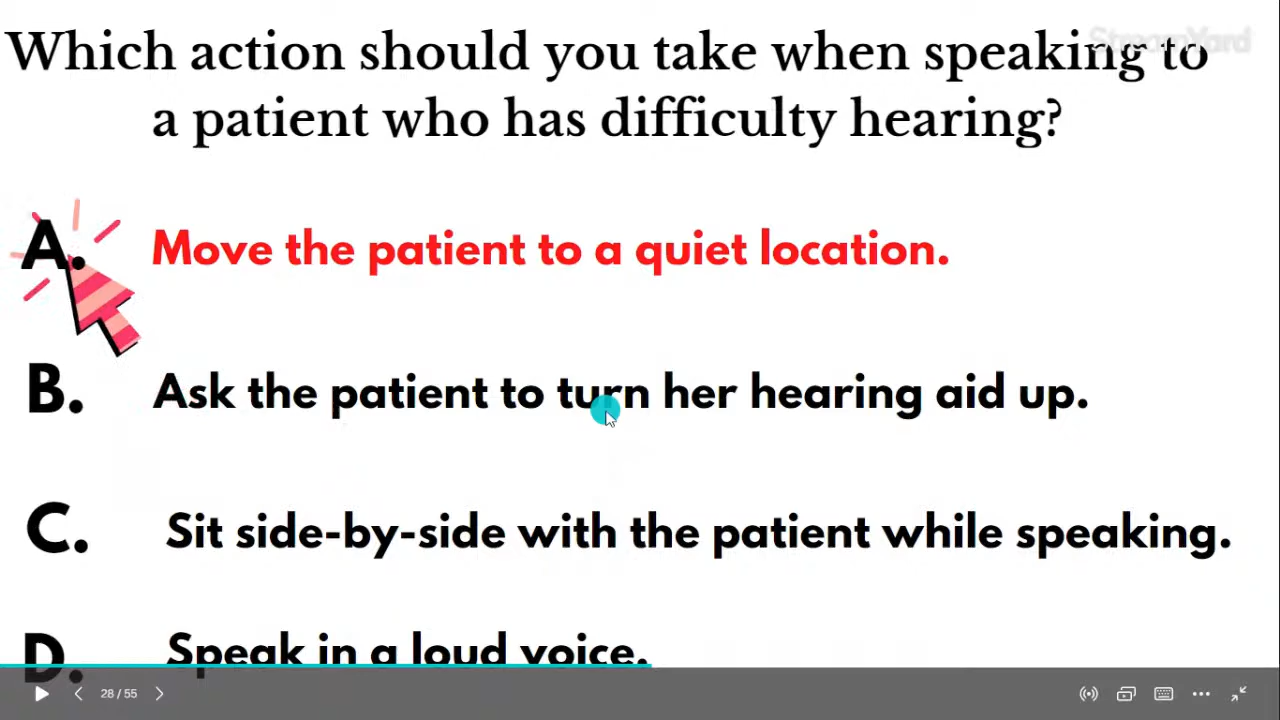 StreamYard
Which action should you take when speaking to
a patient who has difficulty hearing?
A. Move the patient to a quiet location.
B. Ask the patient to turn her hearing aid up.
C. Sit side-by-side with the patient while speaking.
D. Speak in a loud voice.
28 / 55